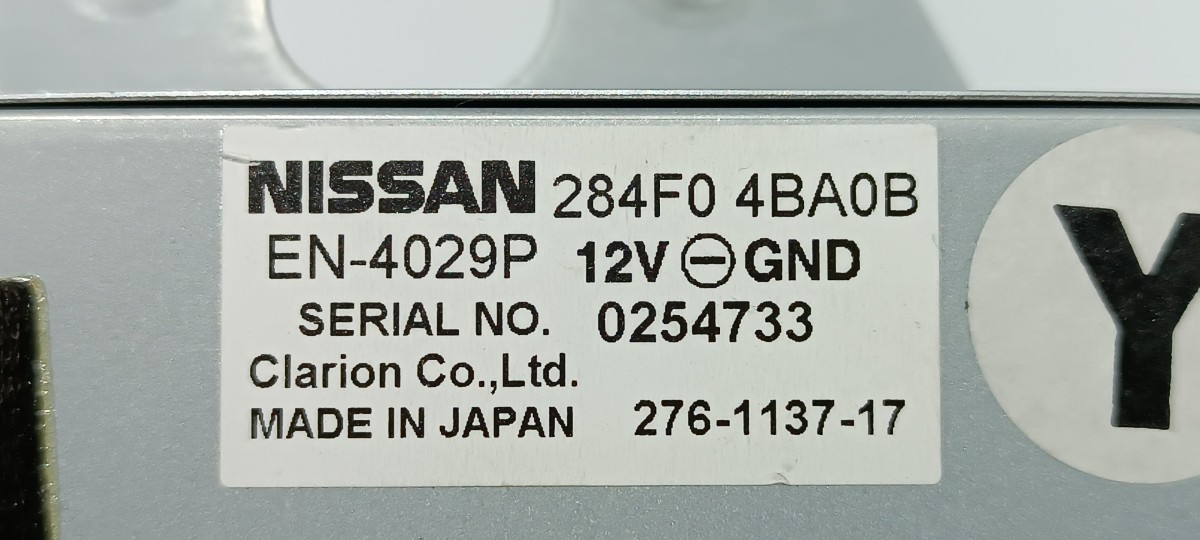 NISSAN 284F0 4BA0B
EN-4029P 12V ⊖ GND
SERIAL NO. 0254733
Clarion Co.,Ltd.
MADE IN JAPAN 276-1137-17
Y